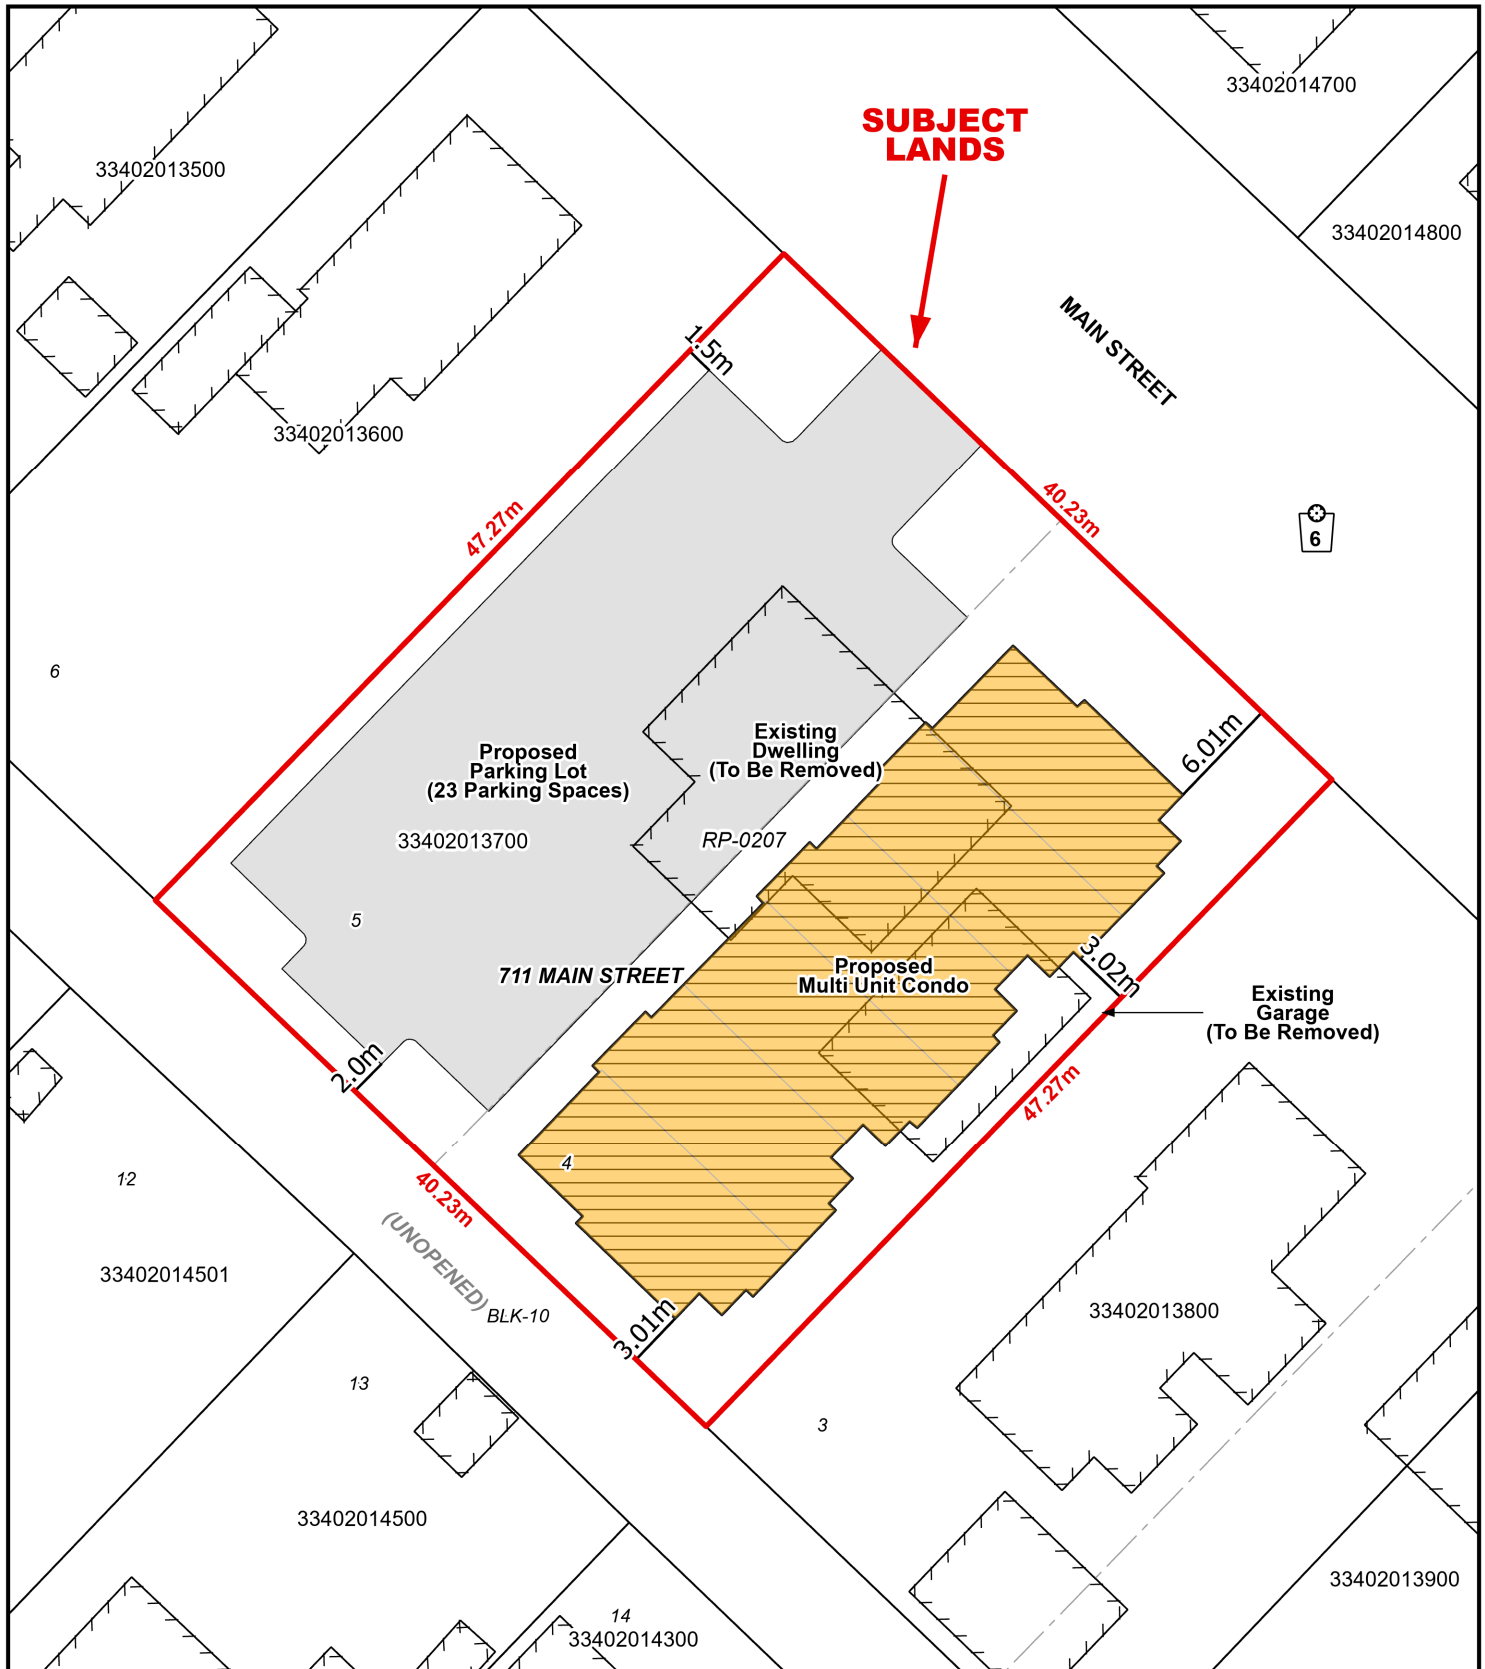 33402014700
SUBJECT
LANDS
33402013500
33402014800
MAIN STREET
1.5m
33402013600
47.27m
40.23m
6
6
Existing
Dwelling
(To Be Removed)
Proposed
Parking Lot
(23 Parking Spaces)
6.01m
33402013700
RP-0207
5
711 MAIN STREET
Proposed
Multi Unit Condo
3.02m
Existing
Garage
(To Be Removed)
2.0m
47.27m
4
12
40.23m
(UNOPENED)
33402014501
BLK-10
33402013800
3.01m
13
3
33402014500
33402013900
14
33402014300